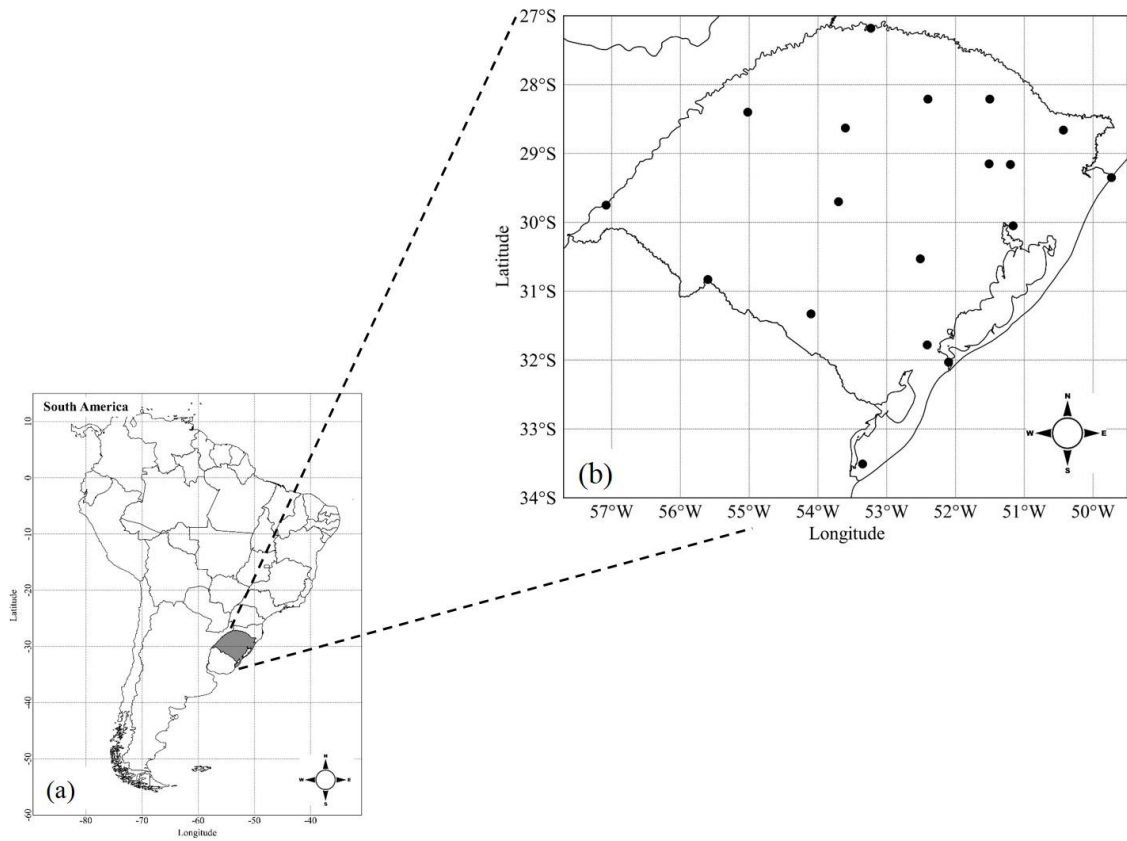 27°S
28°S
29°S
30°S
31°S
32°S
33°S
34°S
Latitude
(b)
N
W E
S
57°W 56°W 55°W 54°W 53°W 52°W 51°W 50°W
Longitude
South America
10
0
-10
-20
-30
-40
-50
-60
Latitude
(a)
N
W E
S
-80 -70 -60 -50 -40
Longitude